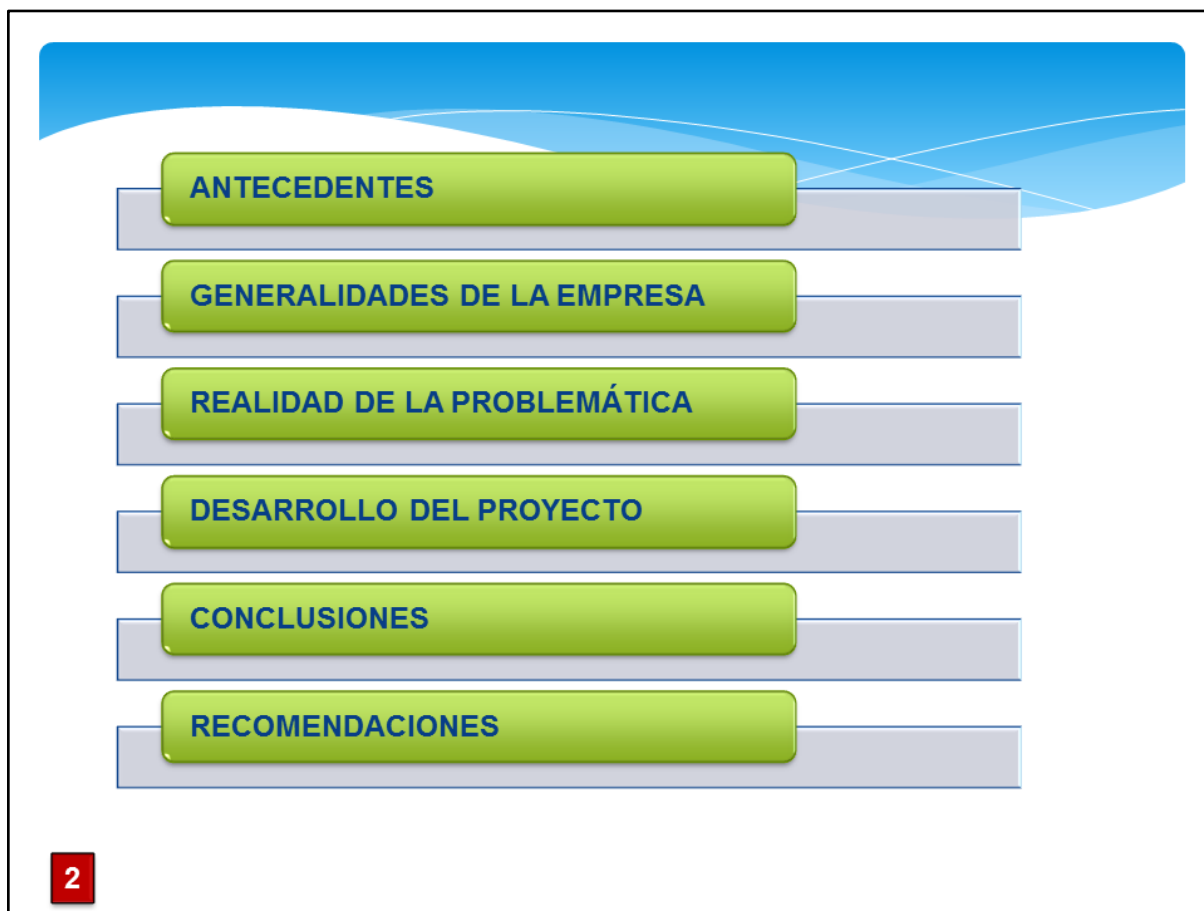 ANTECEDENTES
GENERALIDADES DE LA EMPRESA
REALIDAD DE LA PROBLEMÁTICA
DESARROLLO DEL PROYECTO
CONCLUSIONES
RECOMENDACIONES
2